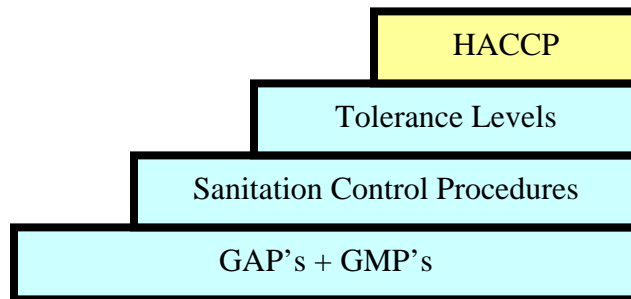 HACCP
Tolerance Levels
Sanitation Control Procedures
GAP's + GMP's